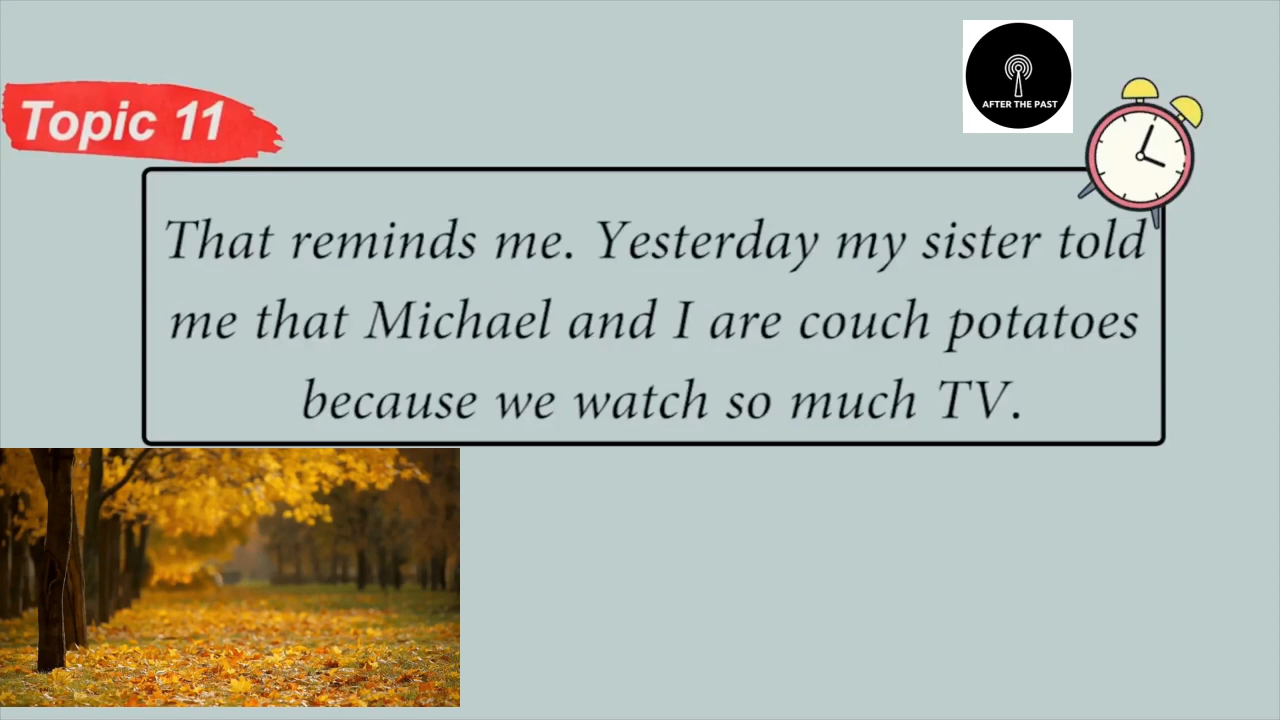 AFTER THE PAST
Topic 11
That reminds me. Yesterday my sister told
me that Michael and I are couch potatoes
because we watch so much TV.